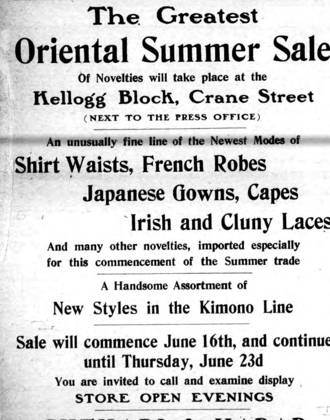 The Greatest
Oriental Summer Sale
Of Novelties will take place at the
Kellogg Block, Crane Street
(NEXT TO THE PRESS OFFICE)
An unusually fine line of the Newest Modes of
Shirt Waists, French Robes
Japanese Gowns, Capes
Irish and Cluny Laces
And many other novelties, imported especially
for this commencement of the Summer trade
A Handsome Assortment of
New Styles in the Kimono Line
Sale will commence June 16th, and continue
until Thursday, June 23d
You are invited to call and examine display
STORE OPEN EVENINGS